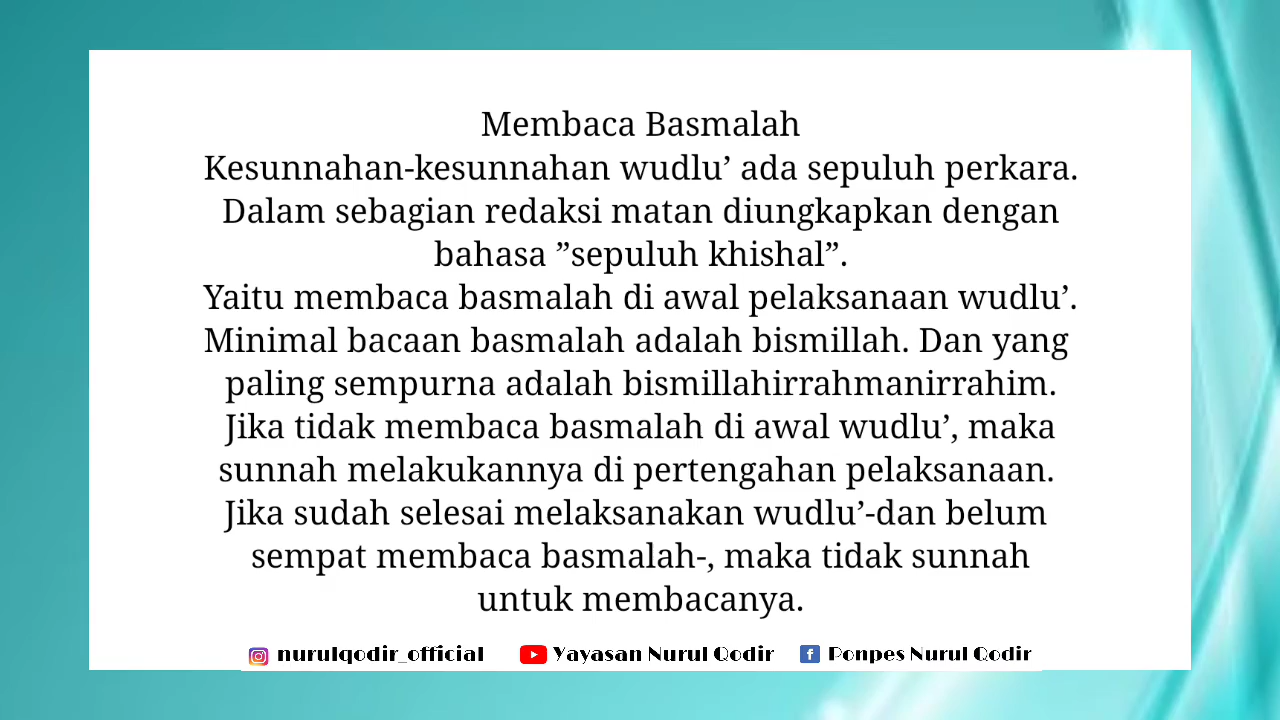 Membaca Basmalah
Kesunnahan-kesunnahan wudlu’ ada sepuluh perkara.
Dalam sebagian redaksi matan diungkapkan dengan
bahasa ”sepuluh khishal”.
Yaitu membaca basmalah di awal pelaksanaan wudlu’.
Minimal bacaan basmalah adalah bismillah. Dan yang
paling sempurna adalah bismillahirrahmanirrahim.
Jika tidak membaca basmalah di awal wudlu’, maka
sunnah melakukannya di pertengahan pelaksanaan.
Jika sudah selesai melaksanakan wudlu’-dan belum
sempat membaca basmalah-, maka tidak sunnah
untuk membacanya.
nurulqodir_official Yayasan Nurul Qodir Ponpes Nurul Qodir